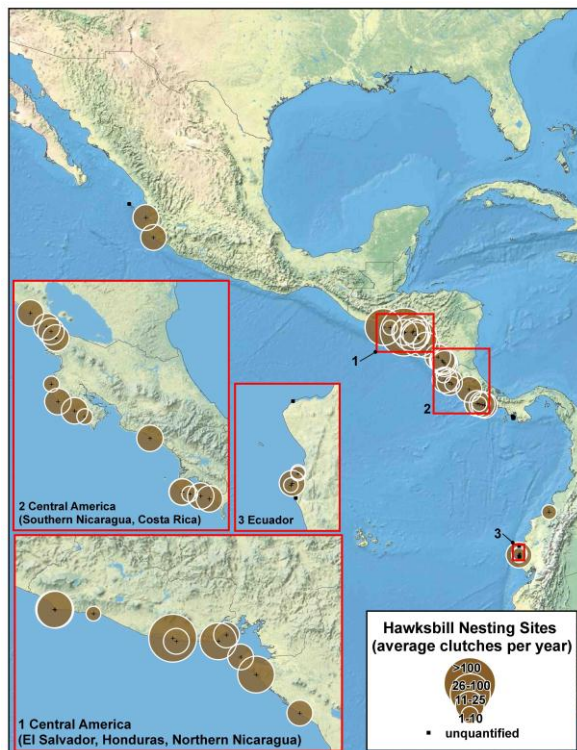 1
2
3
2 Central America
(Southern Nicaragua, Costa Rica)
3 Ecuador
1 Central America
(El Salvador, Honduras, Northern Nicaragua)
Hawksbill Nesting Sites
(average clutches per year)
>100
26-100
11-25
1-10
unquantified